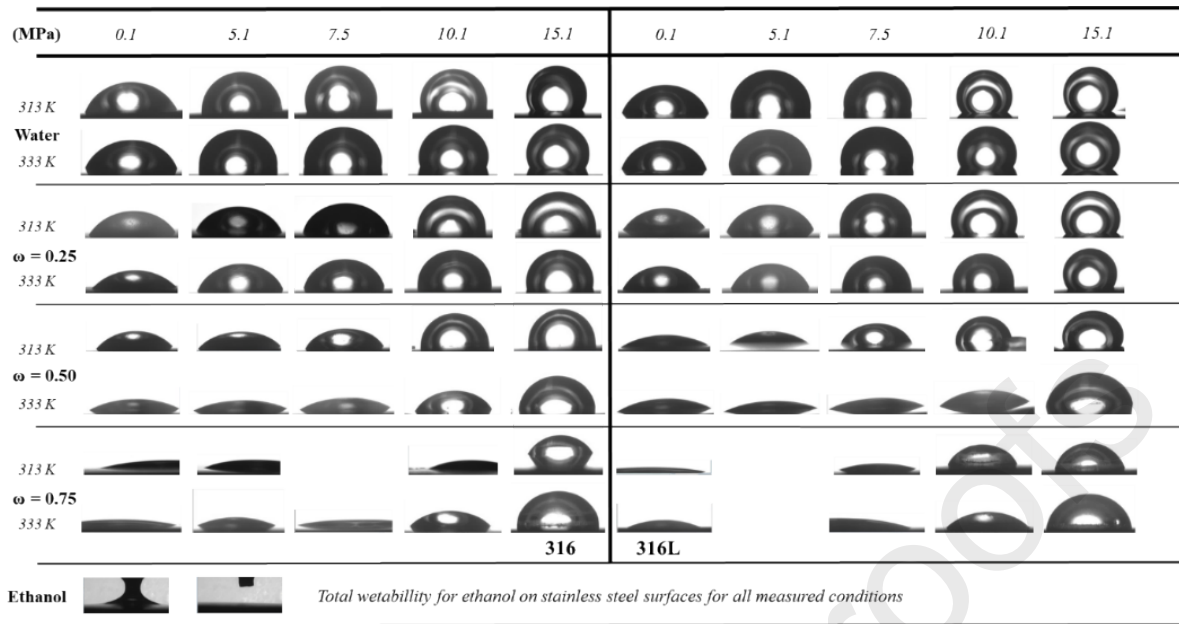 (MPa) 0.1 5.1 7.5 10.1 15.1 0.1 5.1 7.5 10.1 15.1
313 K
Water
333 K
313 K
ω = 0.25
333 K
313 K
ω = 0.50
333 K
313 K
ω = 0.75
333 K
316 316L
Ethanol Total wetabillity for ethanol on stainless steel surfaces for all measured conditions
roofs